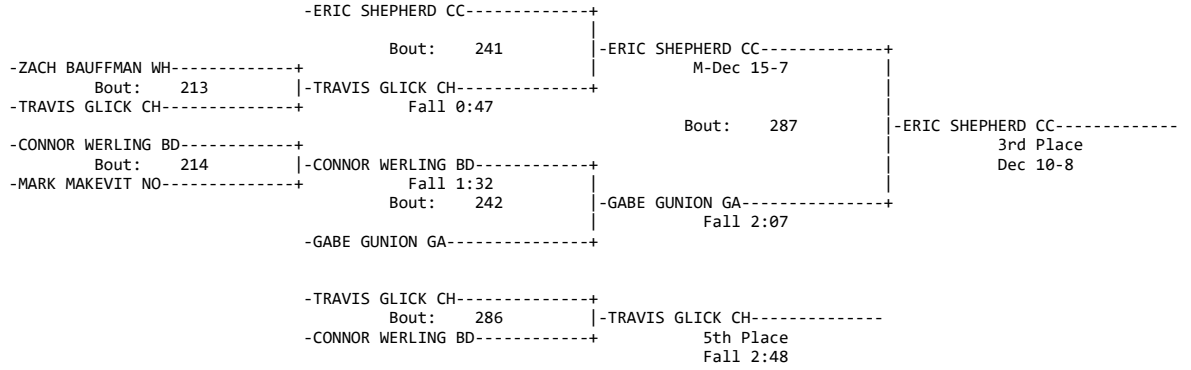 -ERIC SHEPHERD CC-------------+
|
Bout: 241 |-ERIC SHEPHERD CC-------------+
-ZACH BAUFFMAN WH-------------+ | M-Dec 15-7 |
Bout: 213 |-TRAVIS GLICK CH--------------+ |
-TRAVIS GLICK CH--------------+ Fall 0:47 |
Bout: 287 |-ERIC SHEPHERD CC-------------
-CONNOR WERLING BD------------+ | 3rd Place
Bout: 214 |-CONNOR WERLING BD------------+ | Dec 10-8
-MARK MAKEVIT NO--------------+ Fall 1:32 | |
Bout: 242 |-GABE GUNION GA---------------+
| Fall 2:07
-GABE GUNION GA---------------+
-TRAVIS GLICK CH--------------+
Bout: 286 |-TRAVIS GLICK CH--------------
-CONNOR WERLING BD------------+ 5th Place
Fall 2:48